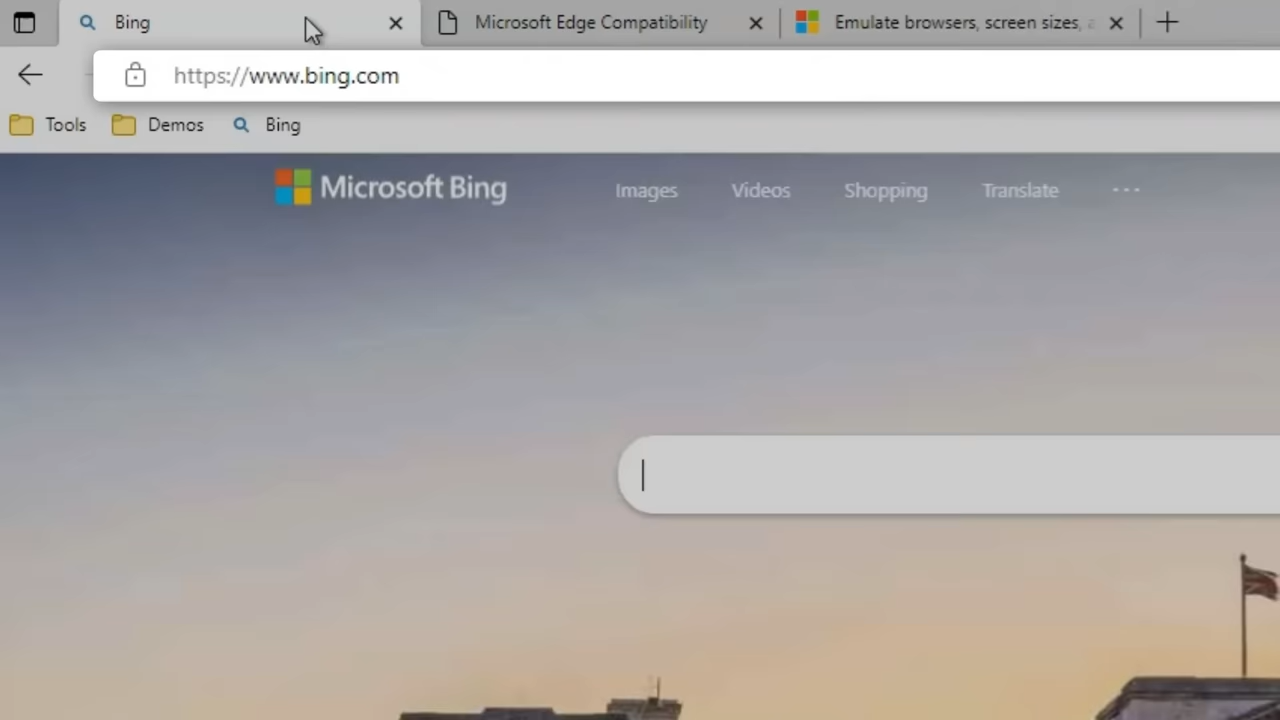 Bing
Microsoft Edge Compatibility
Emulate browsers, screen sizes, a
https://www.bing.com
Tools
Demos
Bing
Microsoft Bing
Images
Videos
Shopping
Translate